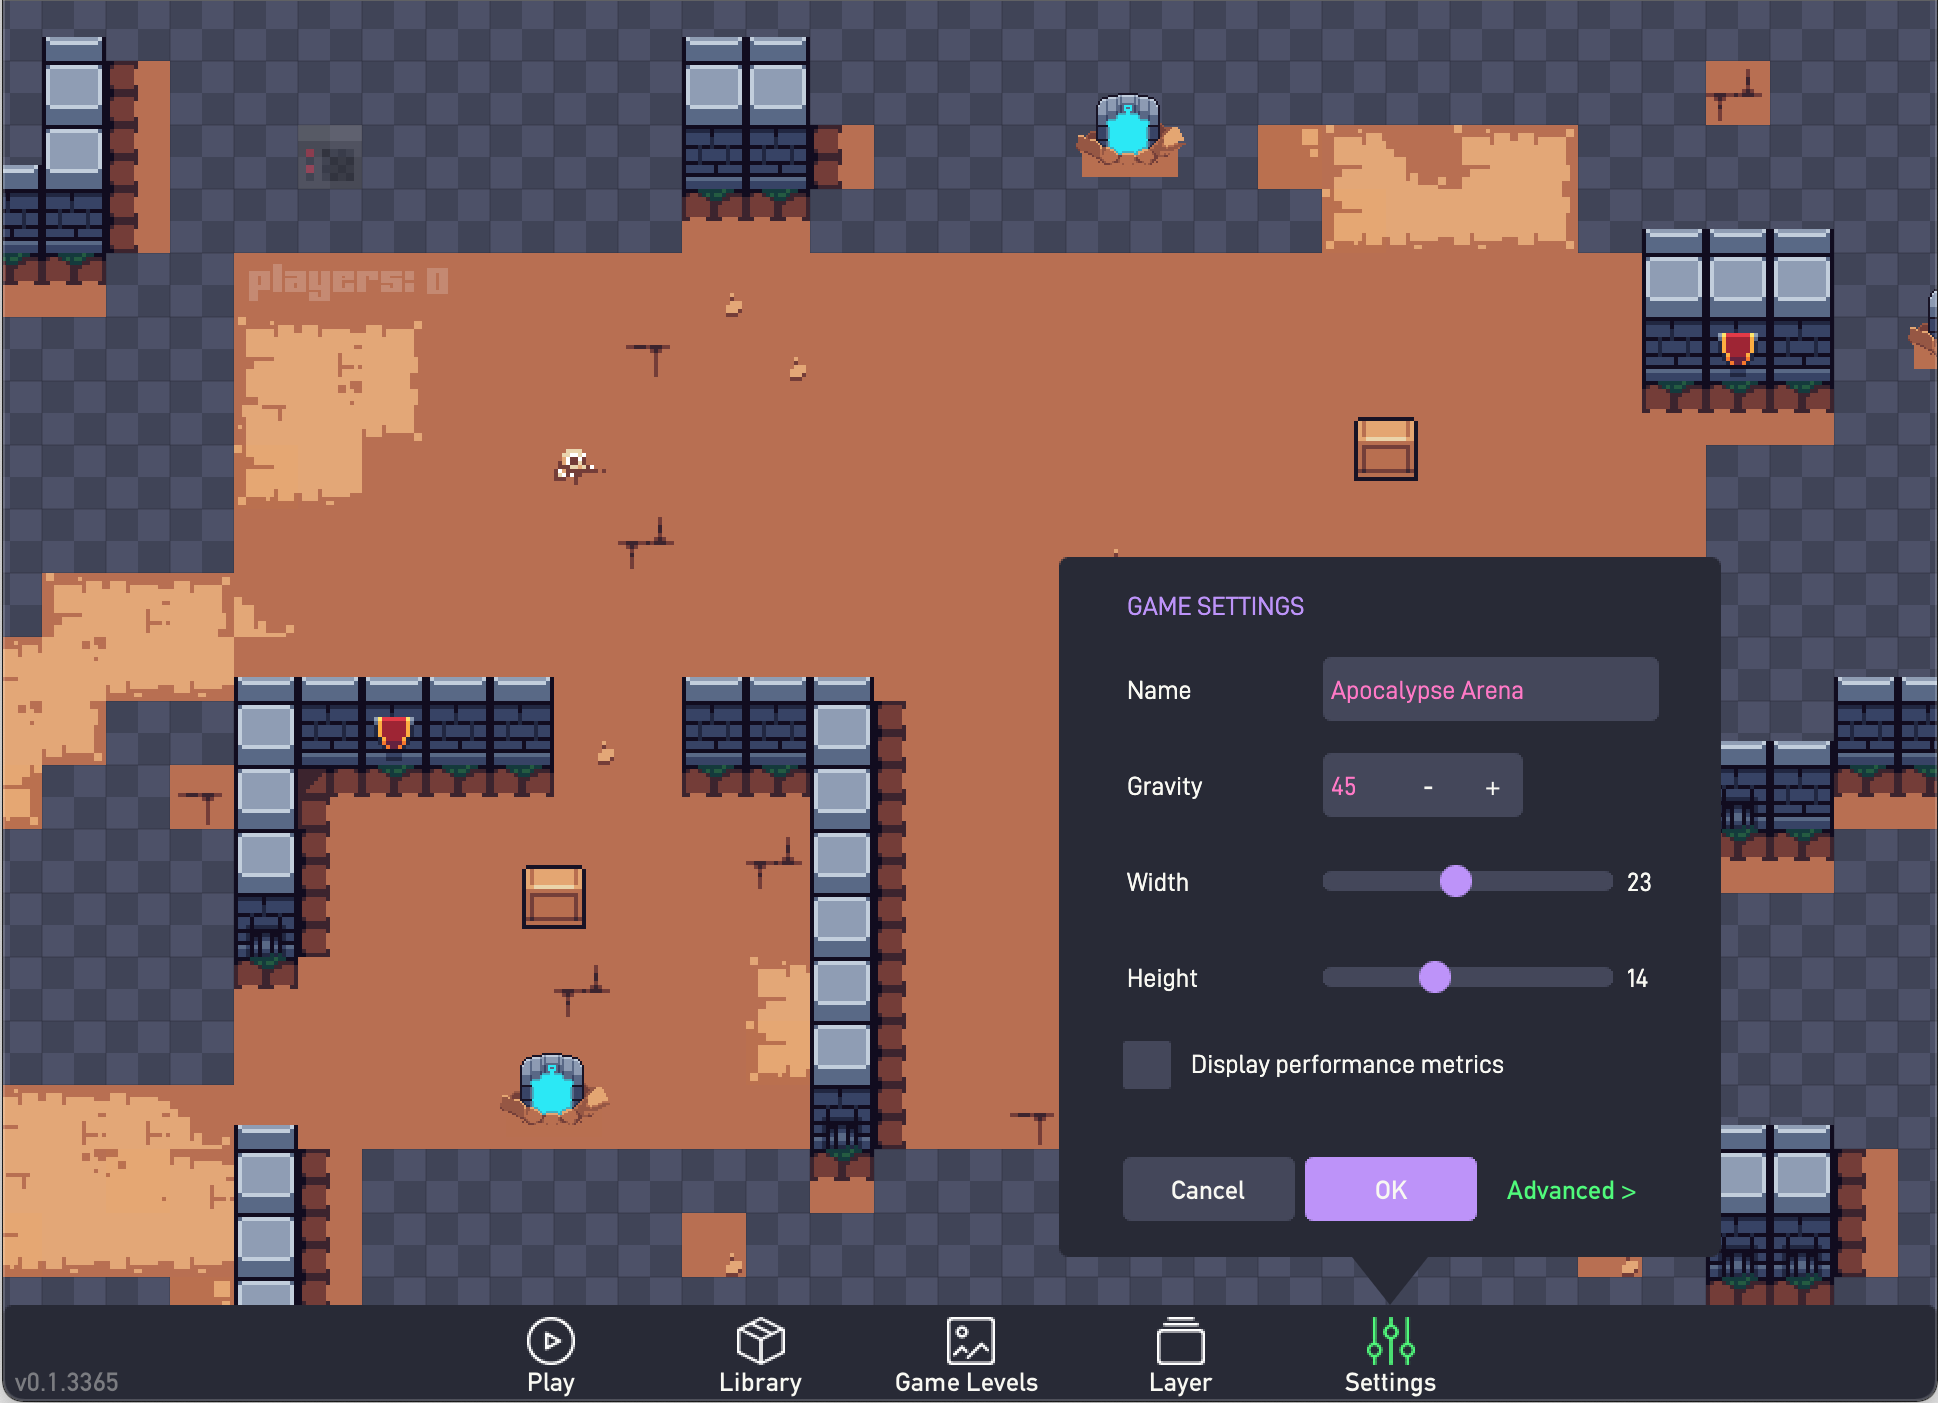 players: 0
GAME SETTINGS
Name Apocalypse Arena
Gravity 45 - +
Width 23
Height 14
Display performance metrics
Cancel OK Advanced >
Play Library Game Levels Layer Settings
v0.1.3365